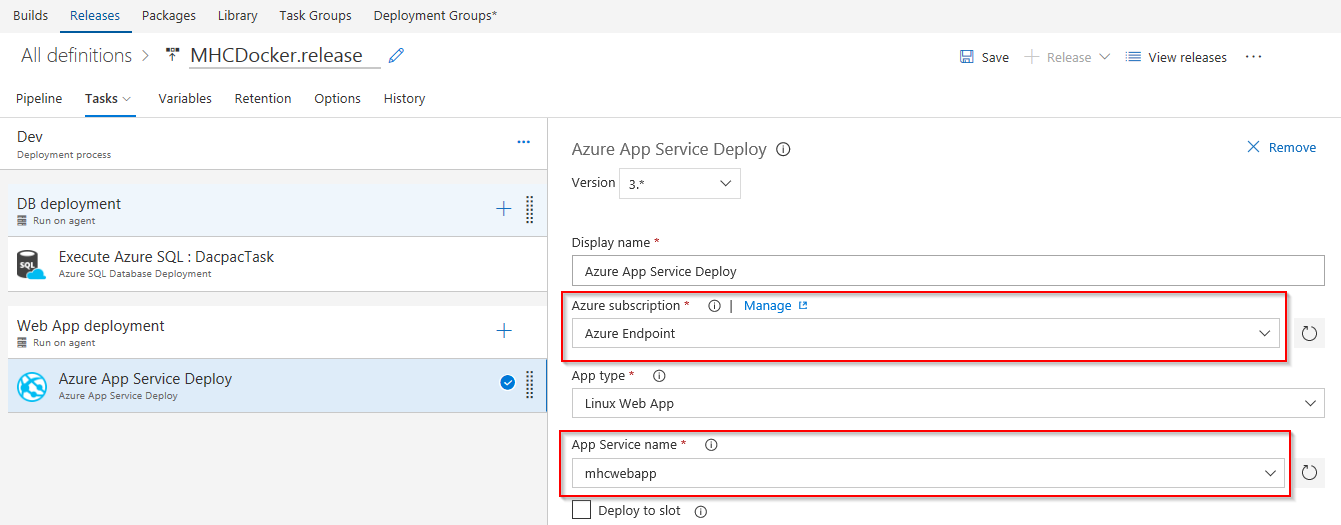 Builds Releases Packages Library Task Groups Deployment Groups*
All definitions > MHCDocker.release Save + Release View releases ...
Pipeline Tasks Variables Retention Options History
Dev ...
Deployment process
DB deployment
Run on agent
SQL Execute Azure SQL : DacpacTask
Azure SQL Database Deployment
Web App deployment
Run on agent
Azure App Service Deploy
Azure App Service Deploy
Azure App Service Deploy Remove
Version 3.*
Display name *
Azure App Service Deploy
Azure subscription * | Manage
Azure Endpoint
App type *
Linux Web App
App Service name *
mhcwebapp
Deploy to slot